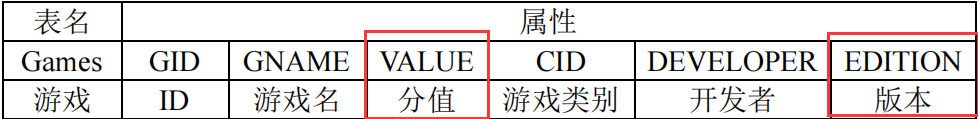 表名 属性
Games GID GNAME VALUE CID DEVELOPER EDITION
游戏 ID 游戏名 分值 游戏类别 开发者 版本